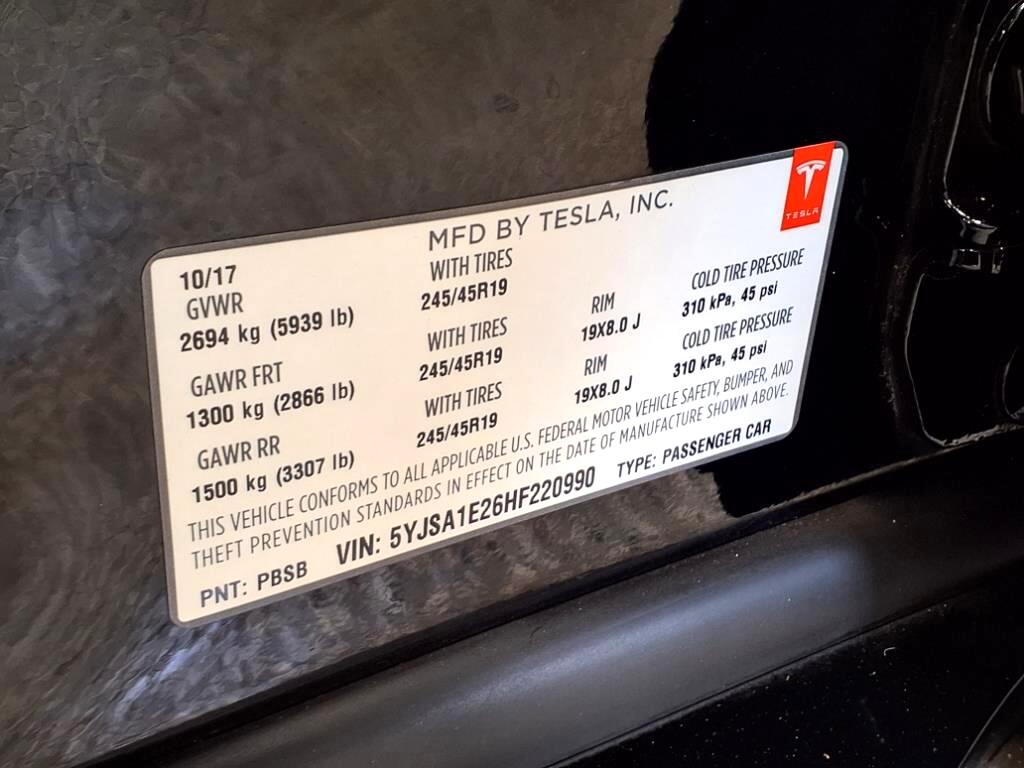 TESLA
MFD BY TESLA, INC.
10/17
GVWR
2694 kg (5939 lb)
WITH TIRES
245/45R19
RIM
19X8.0 J
COLD TIRE PRESSURE
310 kPa, 45 psi
GAWR FRT
1300 kg (2866 lb)
WITH TIRES
245/45R19
RIM
19X8.0 J
COLD TIRE PRESSURE
310 kPa, 45 psi
GAWR RR
1500 kg (3307 lb)
WITH TIRES
245/45R19
THIS VEHICLE CONFORMS TO ALL APPLICABLE U.S. FEDERAL MOTOR VEHICLE SAFETY, BUMPER, AND
THEFT PREVENTION STANDARDS IN EFFECT ON THE DATE OF MANUFACTURE SHOWN ABOVE.
PNT: PBSB VIN: 5YJSA1E26HF220990 TYPE: PASSENGER CAR